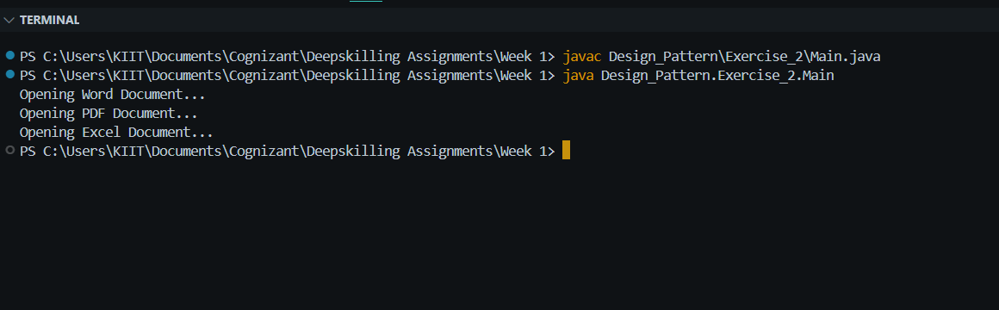 TERMINAL
PS C:\Users\KIIT\Documents\Cognizant\Deepskilling Assignments\Week 1> javac Design_Pattern\Exercise_2\Main.java
PS C:\Users\KIIT\Documents\Cognizant\Deepskilling Assignments\Week 1> java Design_Pattern.Exercise_2.Main
Opening Word Document...
Opening PDF Document...
Opening Excel Document...
PS C:\Users\KIIT\Documents\Cognizant\Deepskilling Assignments\Week 1>